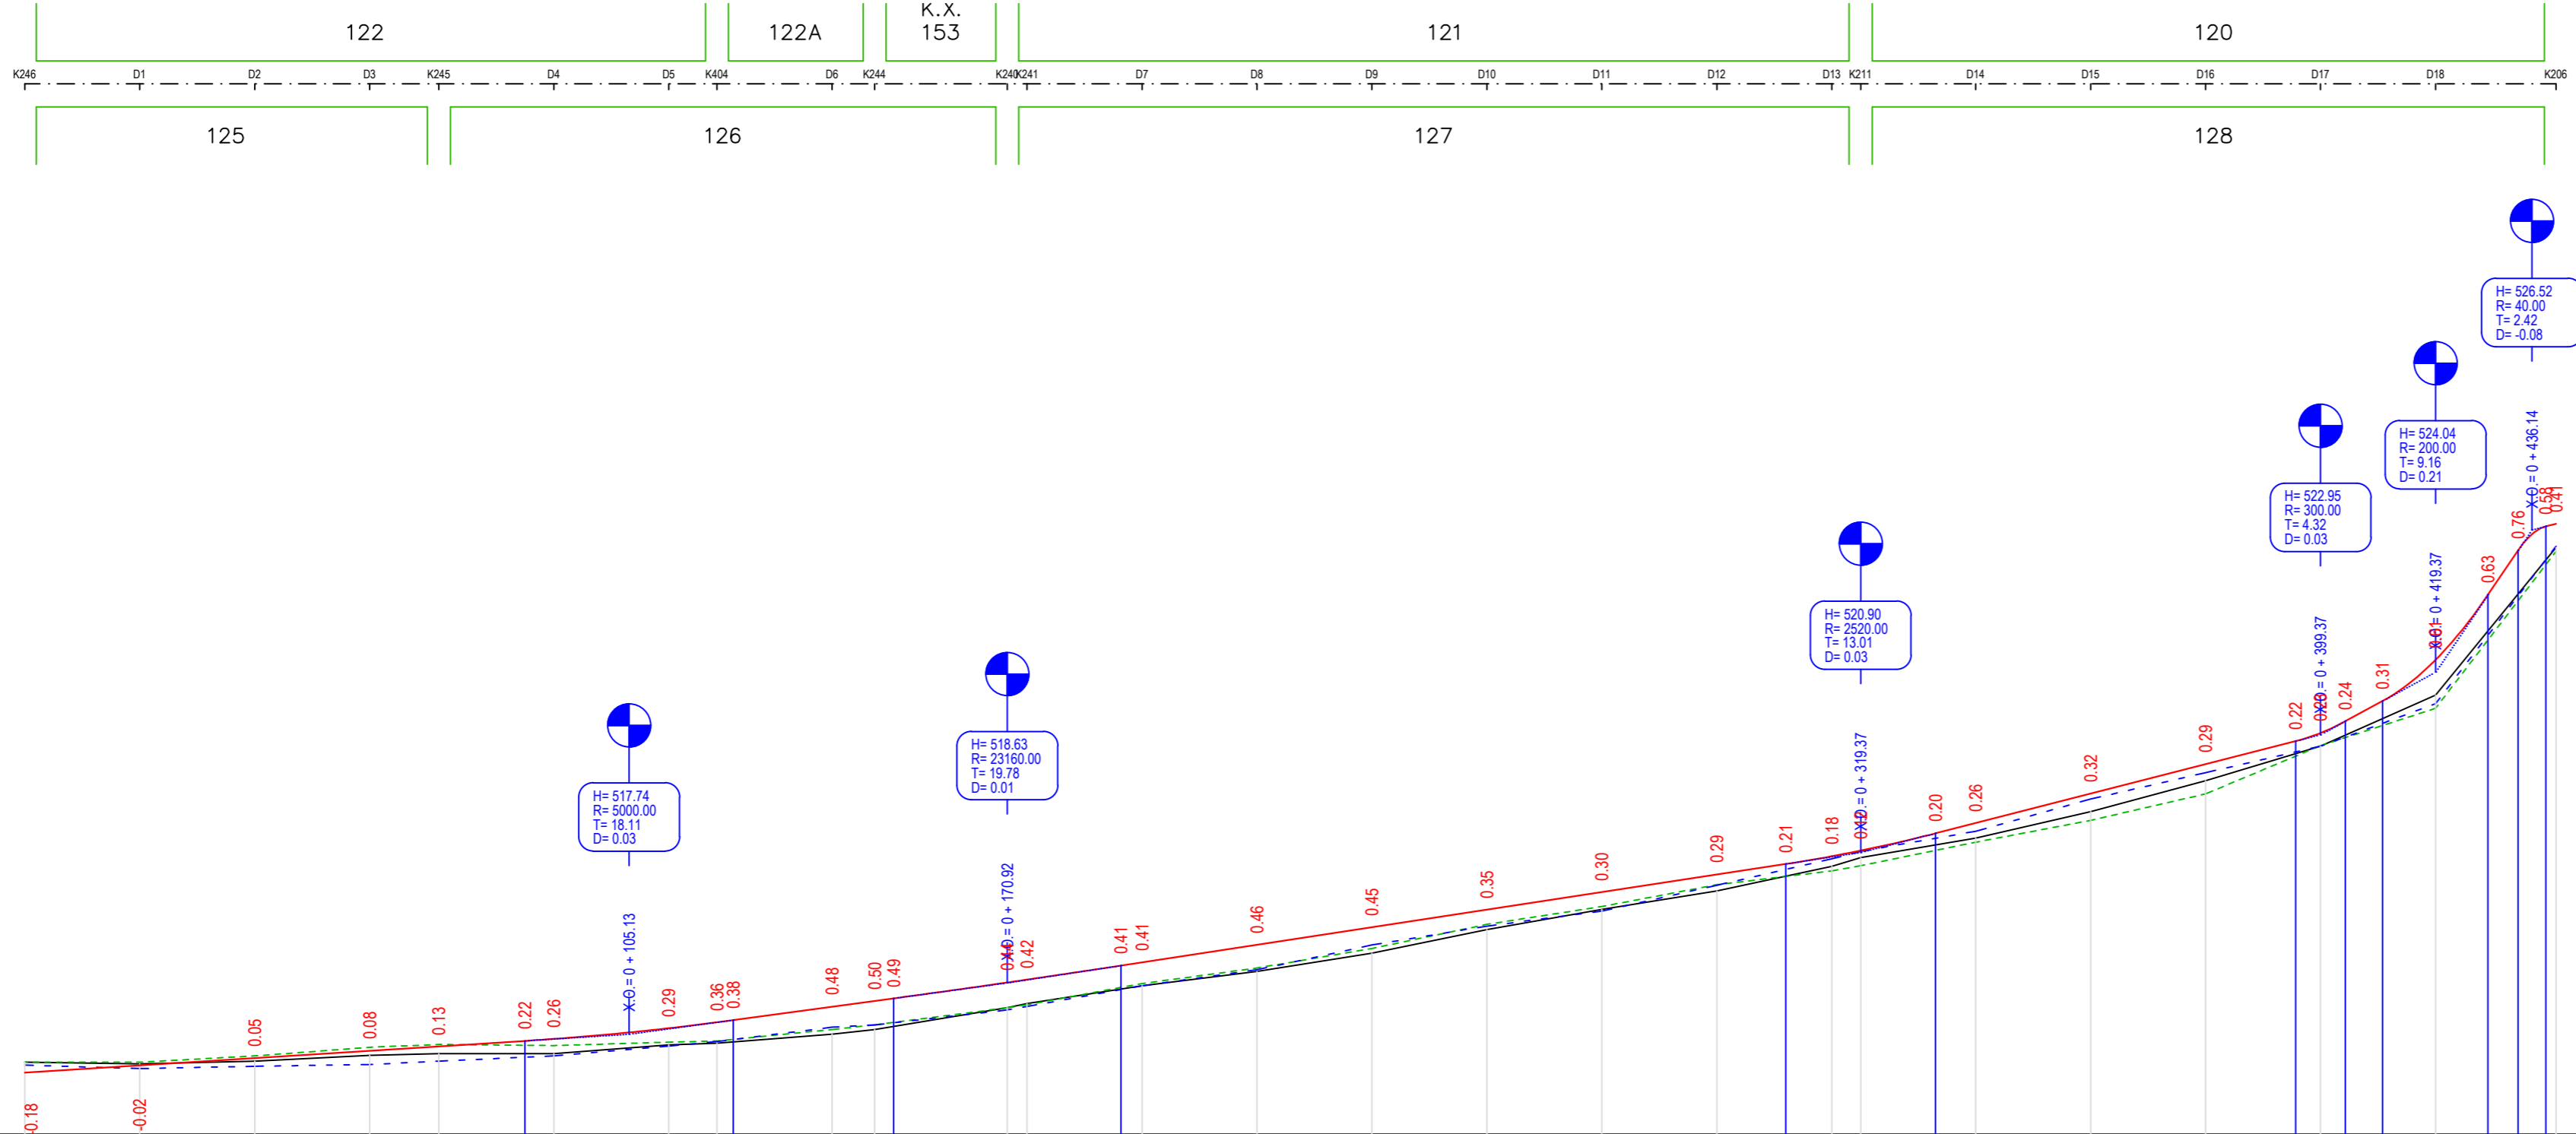 122
122A
K.X.
153
121
120
K246
D1
D2
D3
K245
D4
D5
K404
D6
K244
K240
K241
D7
D8
D9
D10
D11
D12
D13
K211
D14
D15
D16
D17
D18
K206
125
126
127
128
H= 526.52
R= 40.00
T= 2.42
D= -0.08
H= 524.04
R= 200.00
T= 9.16
D= 0.21
H= 522.95
R= 300.00
T= 4.32
D= 0.03
H= 520.90
R= 2520.00
T= 13.01
D= 0.03
H= 518.63
R= 23160.00
T= 19.78
D= 0.01
H= 517.74
R= 5000.00
T= 18.11
D= 0.03
X.O.= 0 + 105.13
X.O.= 0 + 170.92
X.O.= 0 + 319.37
X.O.= 0 + 399.37
X.O.= 0 + 419.37
X.O.= 0 + 436.14
-0.18
-0.02
0.05
0.08
0.13
0.22
0.26
0.29
0.36
0.38
0.48
0.50
0.49
0.42
0.41
0.41
0.46
0.45
0.35
0.30
0.29
0.21
0.18
0.20
0.26
0.32
0.29
0.22
0.24
0.31
0.63
0.76
0.58
0.41